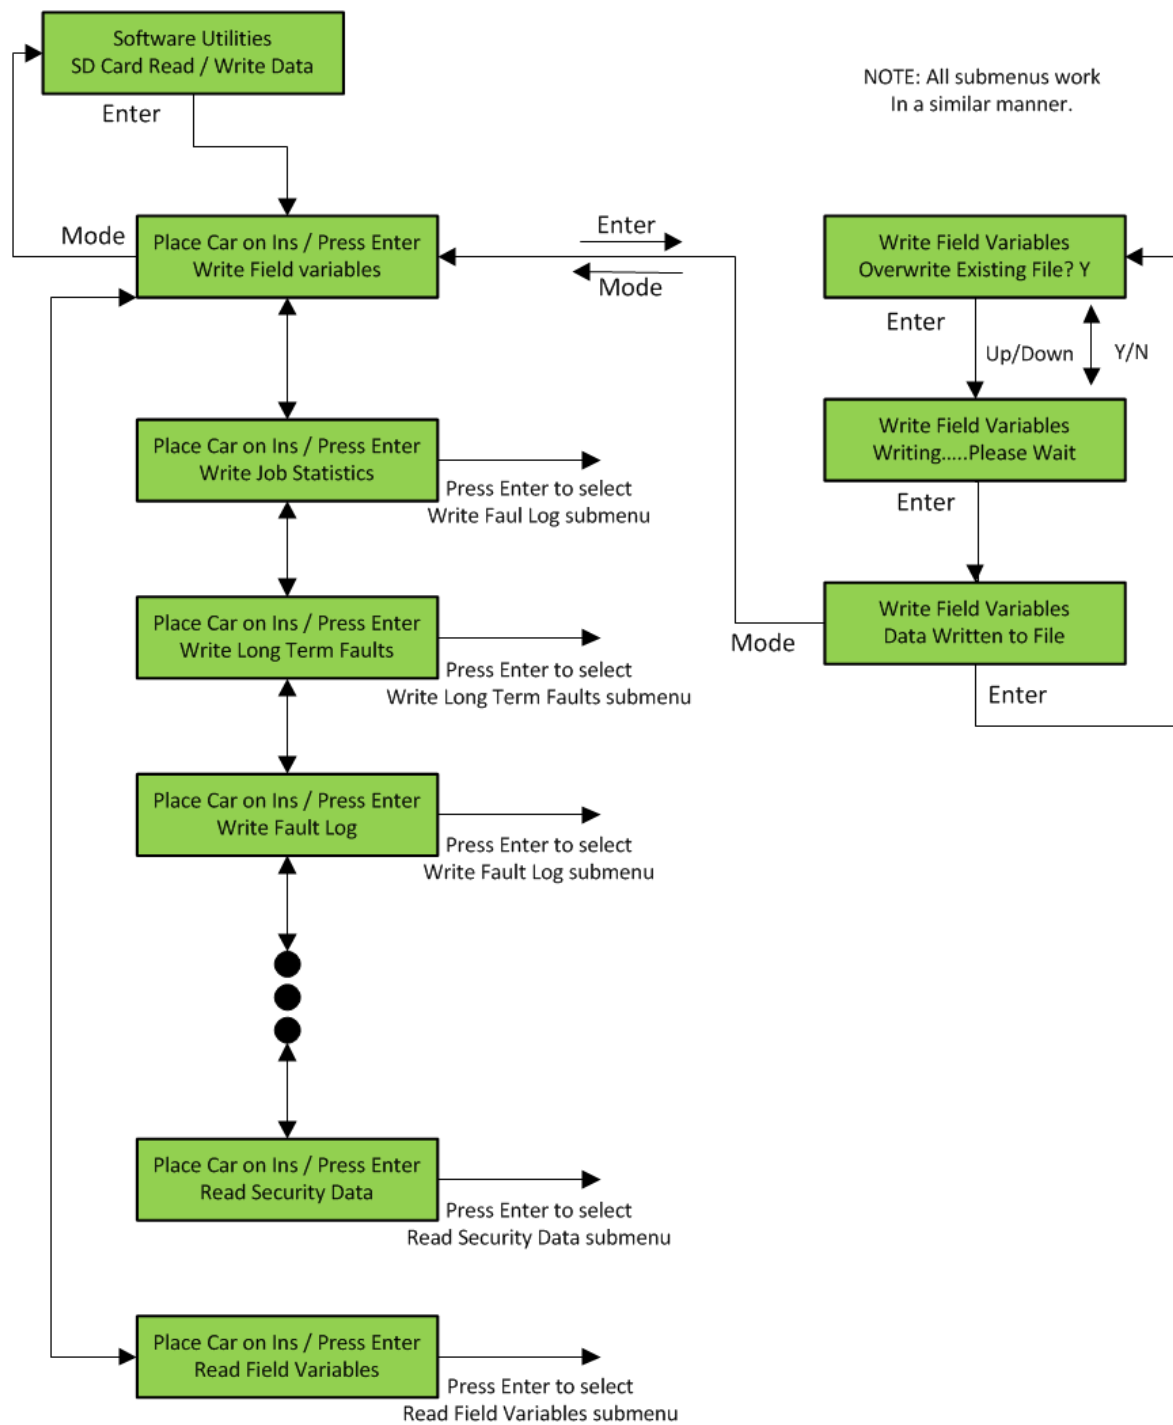 Software Utilities
SD Card Read / Write Data
Enter
NOTE: All submenus work
In a similar manner.
Mode
Place Car on Ins / Press Enter
Write Field variables
Enter
Mode
Write Field Variables
Overwrite Existing File? Y
Enter
Up/Down
Y/N
Place Car on Ins / Press Enter
Write Job Statistics
Press Enter to select
Write Faul Log submenu
Write Field Variables
Writing.....Please Wait
Enter
Place Car on Ins / Press Enter
Write Long Term Faults
Press Enter to select
Write Long Term Faults submenu
Write Field Variables
Data Written to File
Mode
Enter
Place Car on Ins / Press Enter
Write Fault Log
Press Enter to select
Write Fault Log submenu
Place Car on Ins / Press Enter
Read Security Data
Press Enter to select
Read Security Data submenu
Place Car on Ins / Press Enter
Read Field Variables
Press Enter to select
Read Field Variables submenu